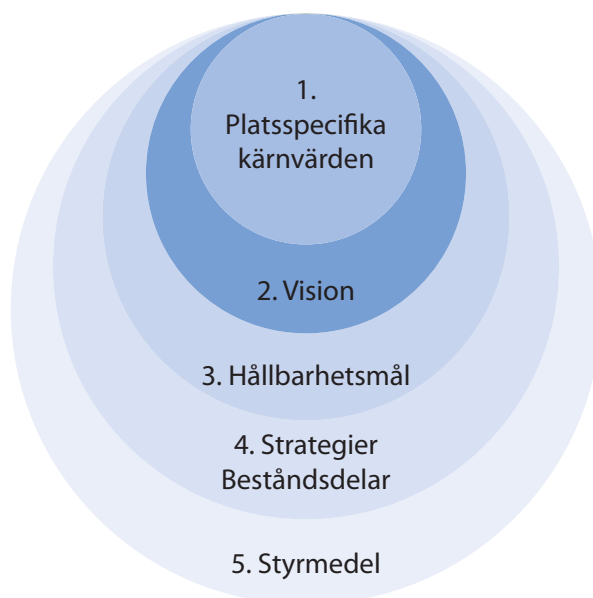 1.
Platsspecifika
kärnvärden
2. Vision
3. Hållbarhetsmål
4. Strategier
Beståndsdelar
5. Styrmedel